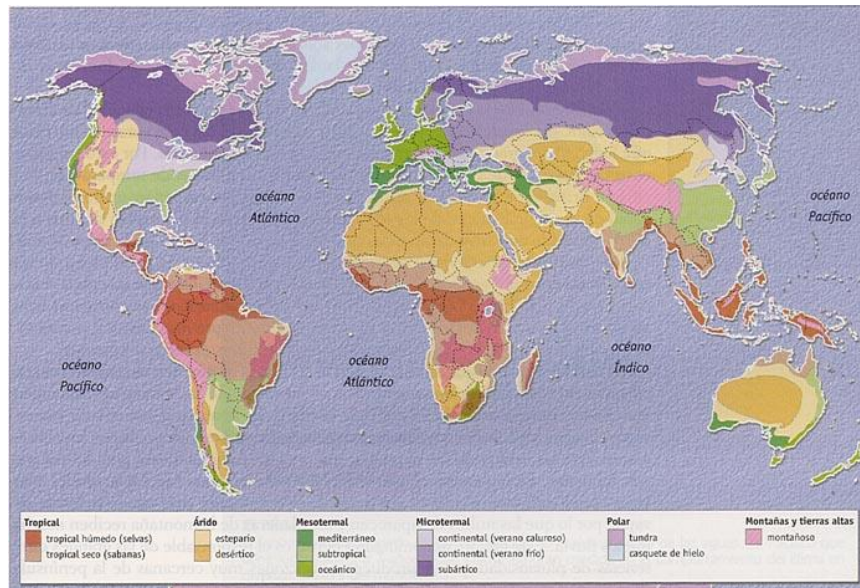 océano
Atlántico
océano
Pacífico
océano
Pacífico
océano
Atlántico
océano
Índico
Tropical
tropical húmedo (selvas)
tropical seco (sabanas)
Árido
estepario
desértico
Mesotermal
mediterráneo
subtropical
oceánico
Microtermal
continental (verano caluroso)
continental (verano frío)
subártico
Polar
tundra
casquete de hielo
Montañas y tierras altas
montañoso